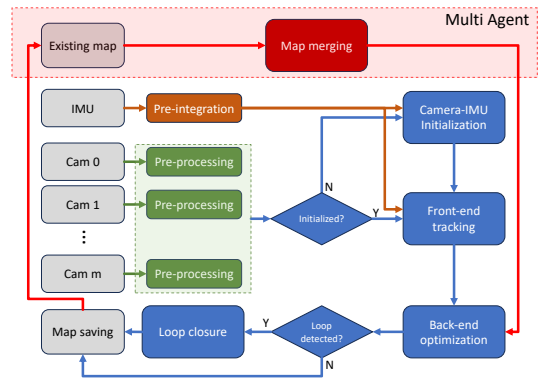 Multi Agent
Existing map
Map merging
IMU
Pre-integration
Camera-IMU
Initialization
Cam 0
Pre-processing
N
Cam 1
Pre-processing
Initialized?
Y
Front-end
tracking
⋮
Cam m
Pre-processing
Map saving
Loop closure
Y
Loop
detected?
N
Back-end
optimization